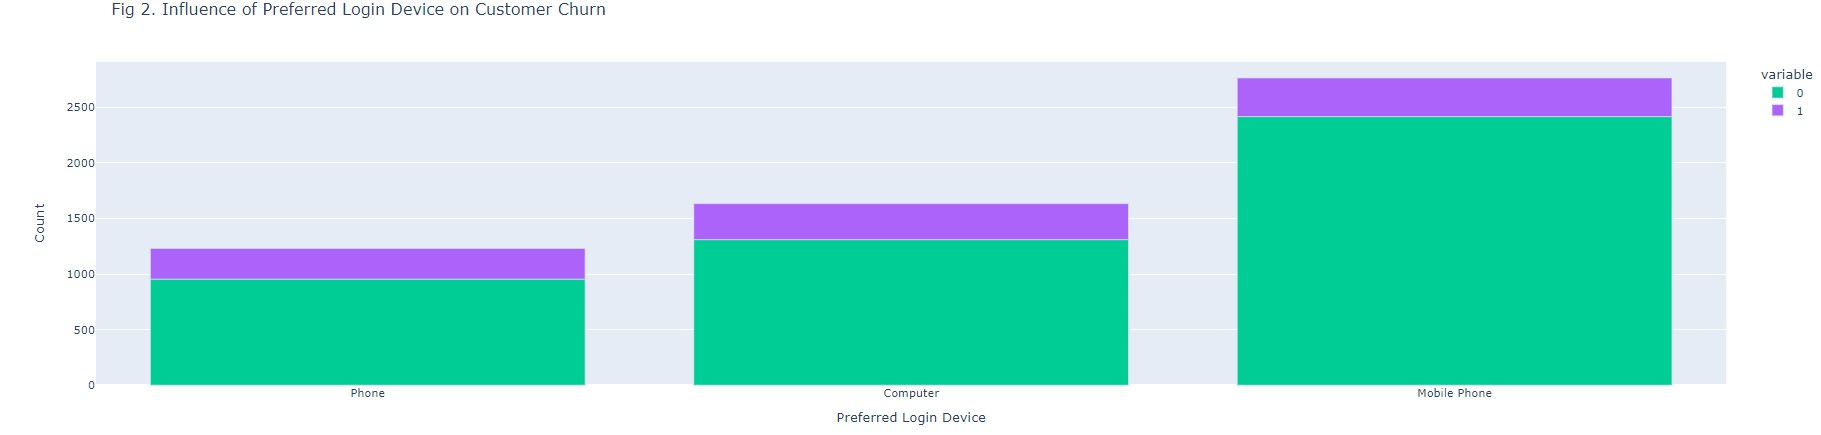 Fig 2. Influence of Preferred Login Device on Customer Churn
variable
0
1
2500
2000
1500
1000
500
0
Count
Phone
Computer
Mobile Phone
Preferred Login Device